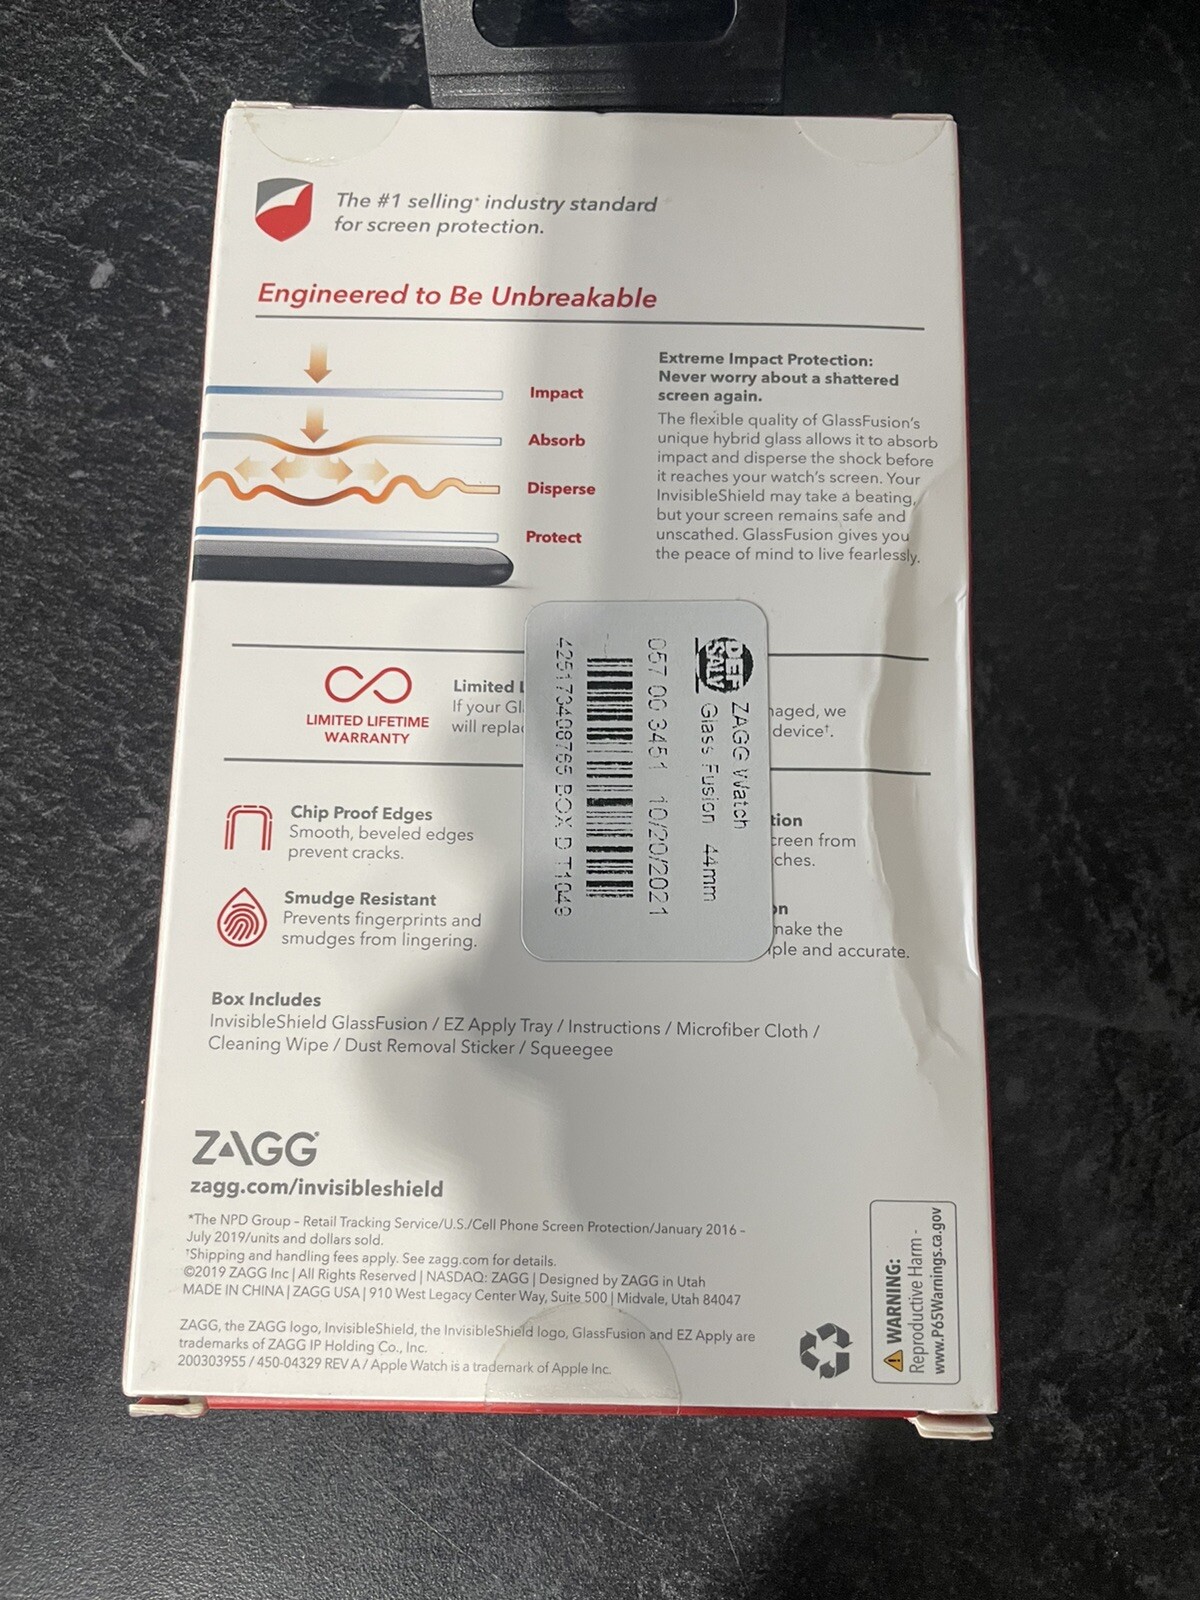 The #1 selling* industry standard
for screen protection.
Engineered to Be Unbreakable
Impact
Absorb
Disperse
Protect
Extreme Impact Protection:
Never worry about a shattered
screen again.
The flexible quality of GlassFusion's
unique hybrid glass allows it to absorb
impact and disperse the shock before
it reaches your watch's screen. Your
InvisibleShield may take a beating,
but your screen remains safe and
unscathed. GlassFusion gives you
the peace of mind to live fearlessly.
LIMITED LIFETIME
WARRANTY
Limited
If your
will
we
device†.
ZAGG Watch
Glass Fusion 44mm
057 00 3451 10/20/2021
Chip Proof Edges
Smooth, beveled edges
prevent cracks.
Smudge Resistant
Prevents fingerprints and
smudges from lingering.
from
make the
and accurate.
Box Includes
InvisibleShield GlassFusion / EZ Apply Tray / Instructions / Microfiber Cloth /
Cleaning Wipe / Dust Removal Sticker / Squeegee
ZAGG
zagg.com/invisibleshield
*The NPD Group – Retail Tracking Service/U.S./Cell Phone Screen Protection/January 2016 –
July 2019/units and dollars sold.
†Shipping and handling fees apply. See zagg.com for details.
©2019 ZAGG Inc | All Rights Reserved | NASDAQ: ZAGG | Designed by ZAGG in Utah
MADE IN CHINA | ZAGG USA | 910 West Legacy Center Way, Suite 500 | Midvale, Utah 84047
ZAGG, the ZAGG logo, InvisibleShield, the InvisibleShield logo, GlassFusion and EZ Apply are
trademarks of ZAGG IP Holding Co., Inc.
200303955 / 450-04329 REV A / Apple Watch is a trademark of Apple Inc.
WARNING:
Reproductive Harm -
www.P65Warnings.ca.gov